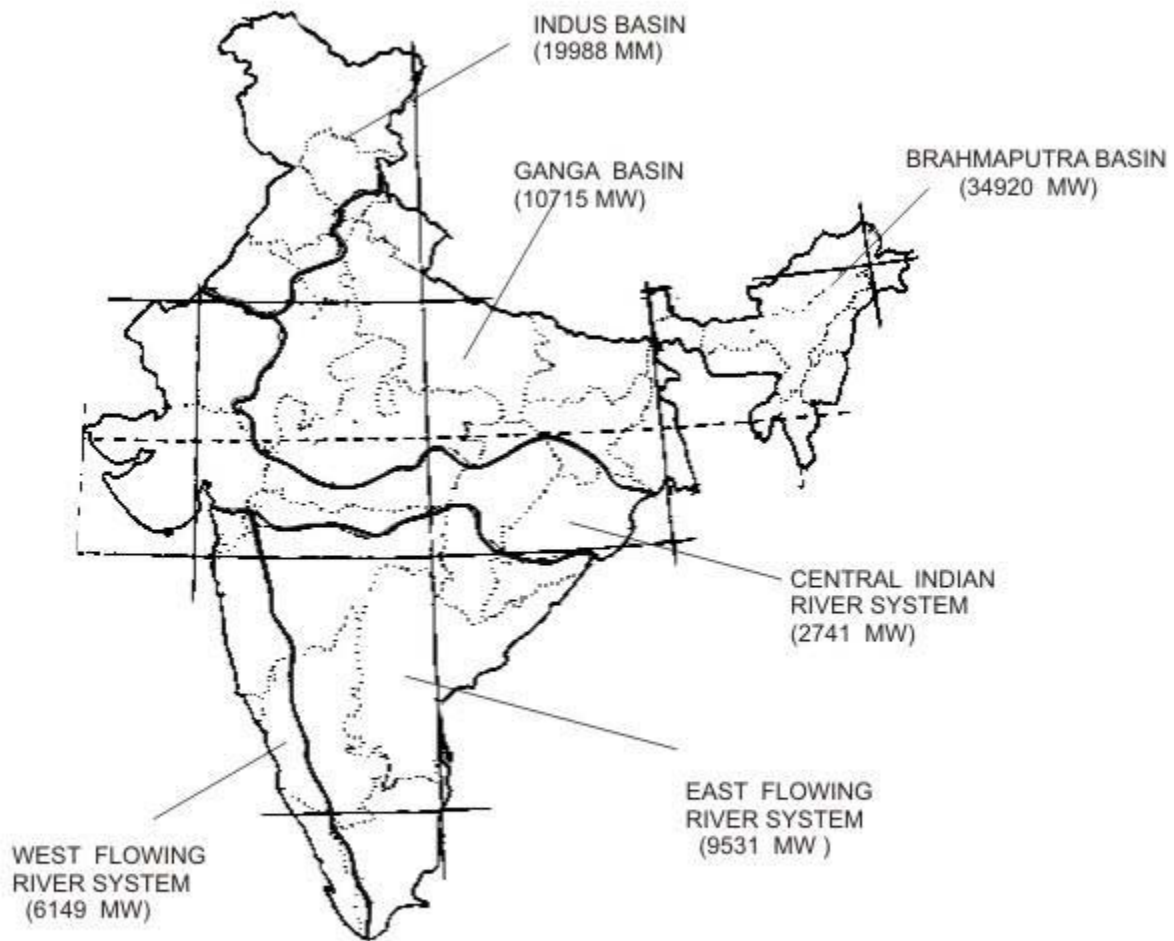 INDUS BASIN
(19988 MM)
GANGA BASIN
(10715 MW)
BRAHMAPUTRA BASIN
(34920 MW)
CENTRAL INDIAN
RIVER SYSTEM
(2741 MW)
EAST FLOWING
RIVER SYSTEM
(9531 MW )
WEST FLOWING
RIVER SYSTEM
(6149 MW)